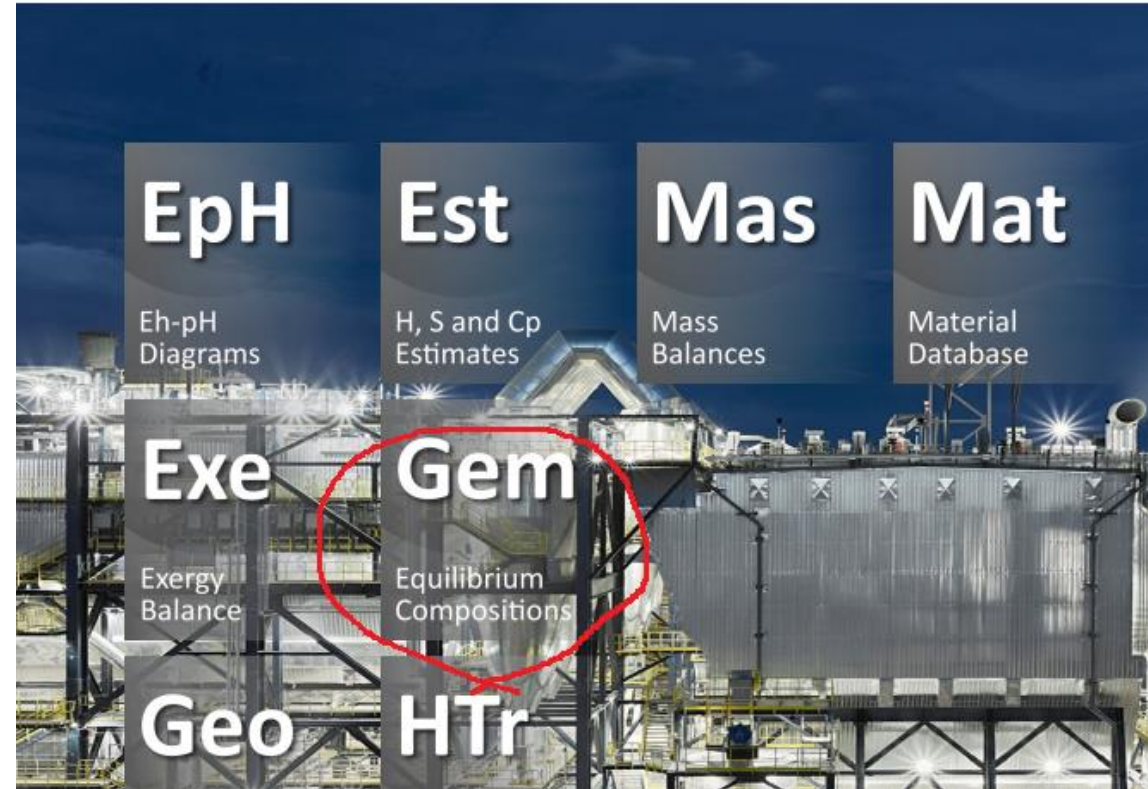 EpH
Est
Mas
Mat
Eh-pH
Diagrams
H, S and Cp
Estimates
Mass
Balances
Material
Database
Exe
Gem
Exergy
Balance
Equilibrium
Compositions
Geo
HTr